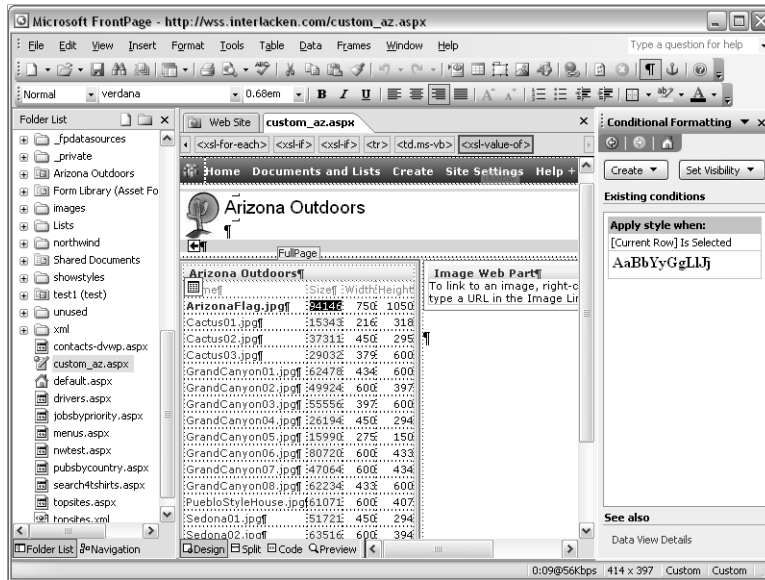 Microsoft FrontPage - http://wss.interlacken.com/custom_az.aspx
File Edit View Insert Format Tools Table Data Frames Window Help Type a question for help
Normal verdana 0.68em B I U
Folder List
_fpdatasources
_private
Arizona Outdoors
Form Library (Asset Fo
images
Lists
northwind
Shared Documents
showstyles
test1 (test)
unused
xml
contacts-dvwp.aspx
custom_az.aspx
default.aspx
drivers.aspx
jobsbypriority.aspx
menus.aspx
nwtest.aspx
pubsbycountry.aspx
search4tshirts.aspx
topsites.aspx
topsites.xml
Folder List Navigation
Web Site custom_az.aspx
<xsl-for-each> <xsl-if> <xsl-if> <tr> <td.ms-vb> <xsl-value-of>
Home Documents and Lists Create Site Settings Help
Arizona Outdoors
FullPage
Arizona Outdoors¶
me¶ Size¶ Width Height
ArizonaFlag.jpg¶ 94146 750 1050
Cactus01.jpg¶ 15343 216 318
Cactus02.jpg¶ 37311 450 295
Cactus03.jpg¶ 29032 379 600
GrandCanyon01.jpg¶ 62478 434 600
GrandCanyon02.jpg¶ 49924 600 397
GrandCanyon03.jpg¶ 55556 397 600
GrandCanyon04.jpg¶ 26194 450 294
GrandCanyon05.jpg¶ 15990 275 150
GrandCanyon06.jpg¶ 80720 600 433
GrandCanyon07.jpg¶ 47064 600 434
GrandCanyon08.jpg¶ 62234 433 600
PuebloStyleHouse.jpg¶ 61071 600 407
Sedona01.jpg¶ 51721 450 294
Sedona02.jpg¶ 63516 600 394
Image Web Part¶
To link to an image, right-c
type a URL in the Image Lin
Design Split Code Preview
Conditional Formatting
Create Set Visibility
Existing conditions
Apply style when:
[Current Row] Is Selected
AaBbYyGgLlJj
See also
Data View Details
0:09@56Kbps 414 x 397 Custom Custom